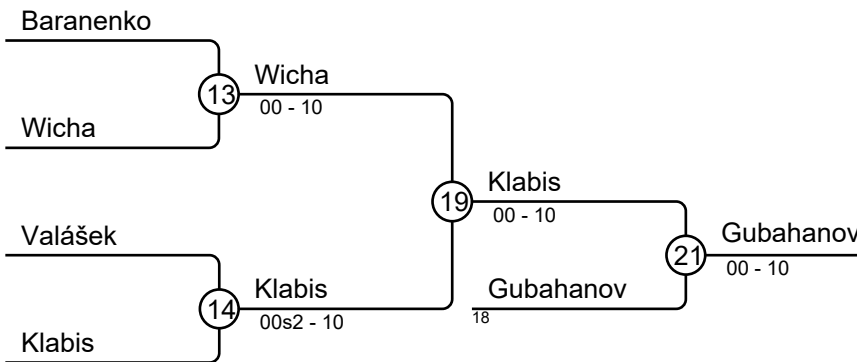 Baranenko
13
Wicha
00 - 10
Wicha
19
Klabis
00 - 10
Valášek
21
Gubahanov
00 - 10
14
Klabis
00s2 - 10
Gubahanov
18
Klabis